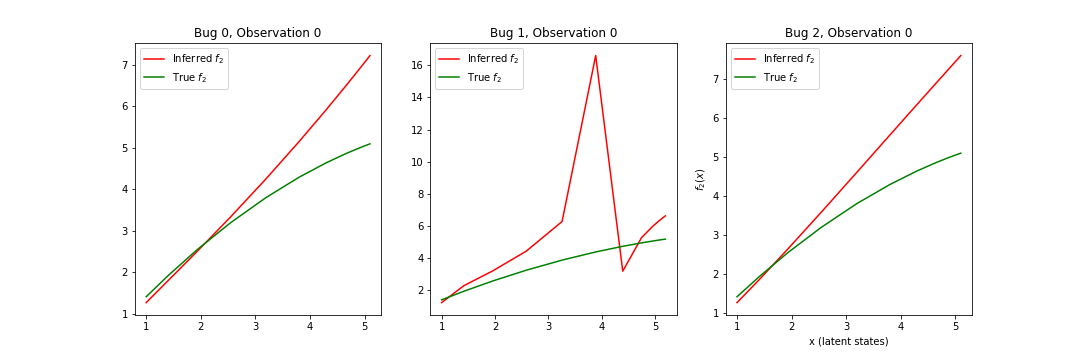 Bug 0, Observation 0
Inferred f₂
True f₂
7
6
5
4
3
2
1
1 2 3 4 5
Bug 1, Observation 0
Inferred f₂
True f₂
16
14
12
10
8
6
4
2
1 2 3 4 5
Bug 2, Observation 0
Inferred f₂
True f₂
f₂(x)
7
6
5
4
3
2
1
1 2 3 4 5
x (latent states)